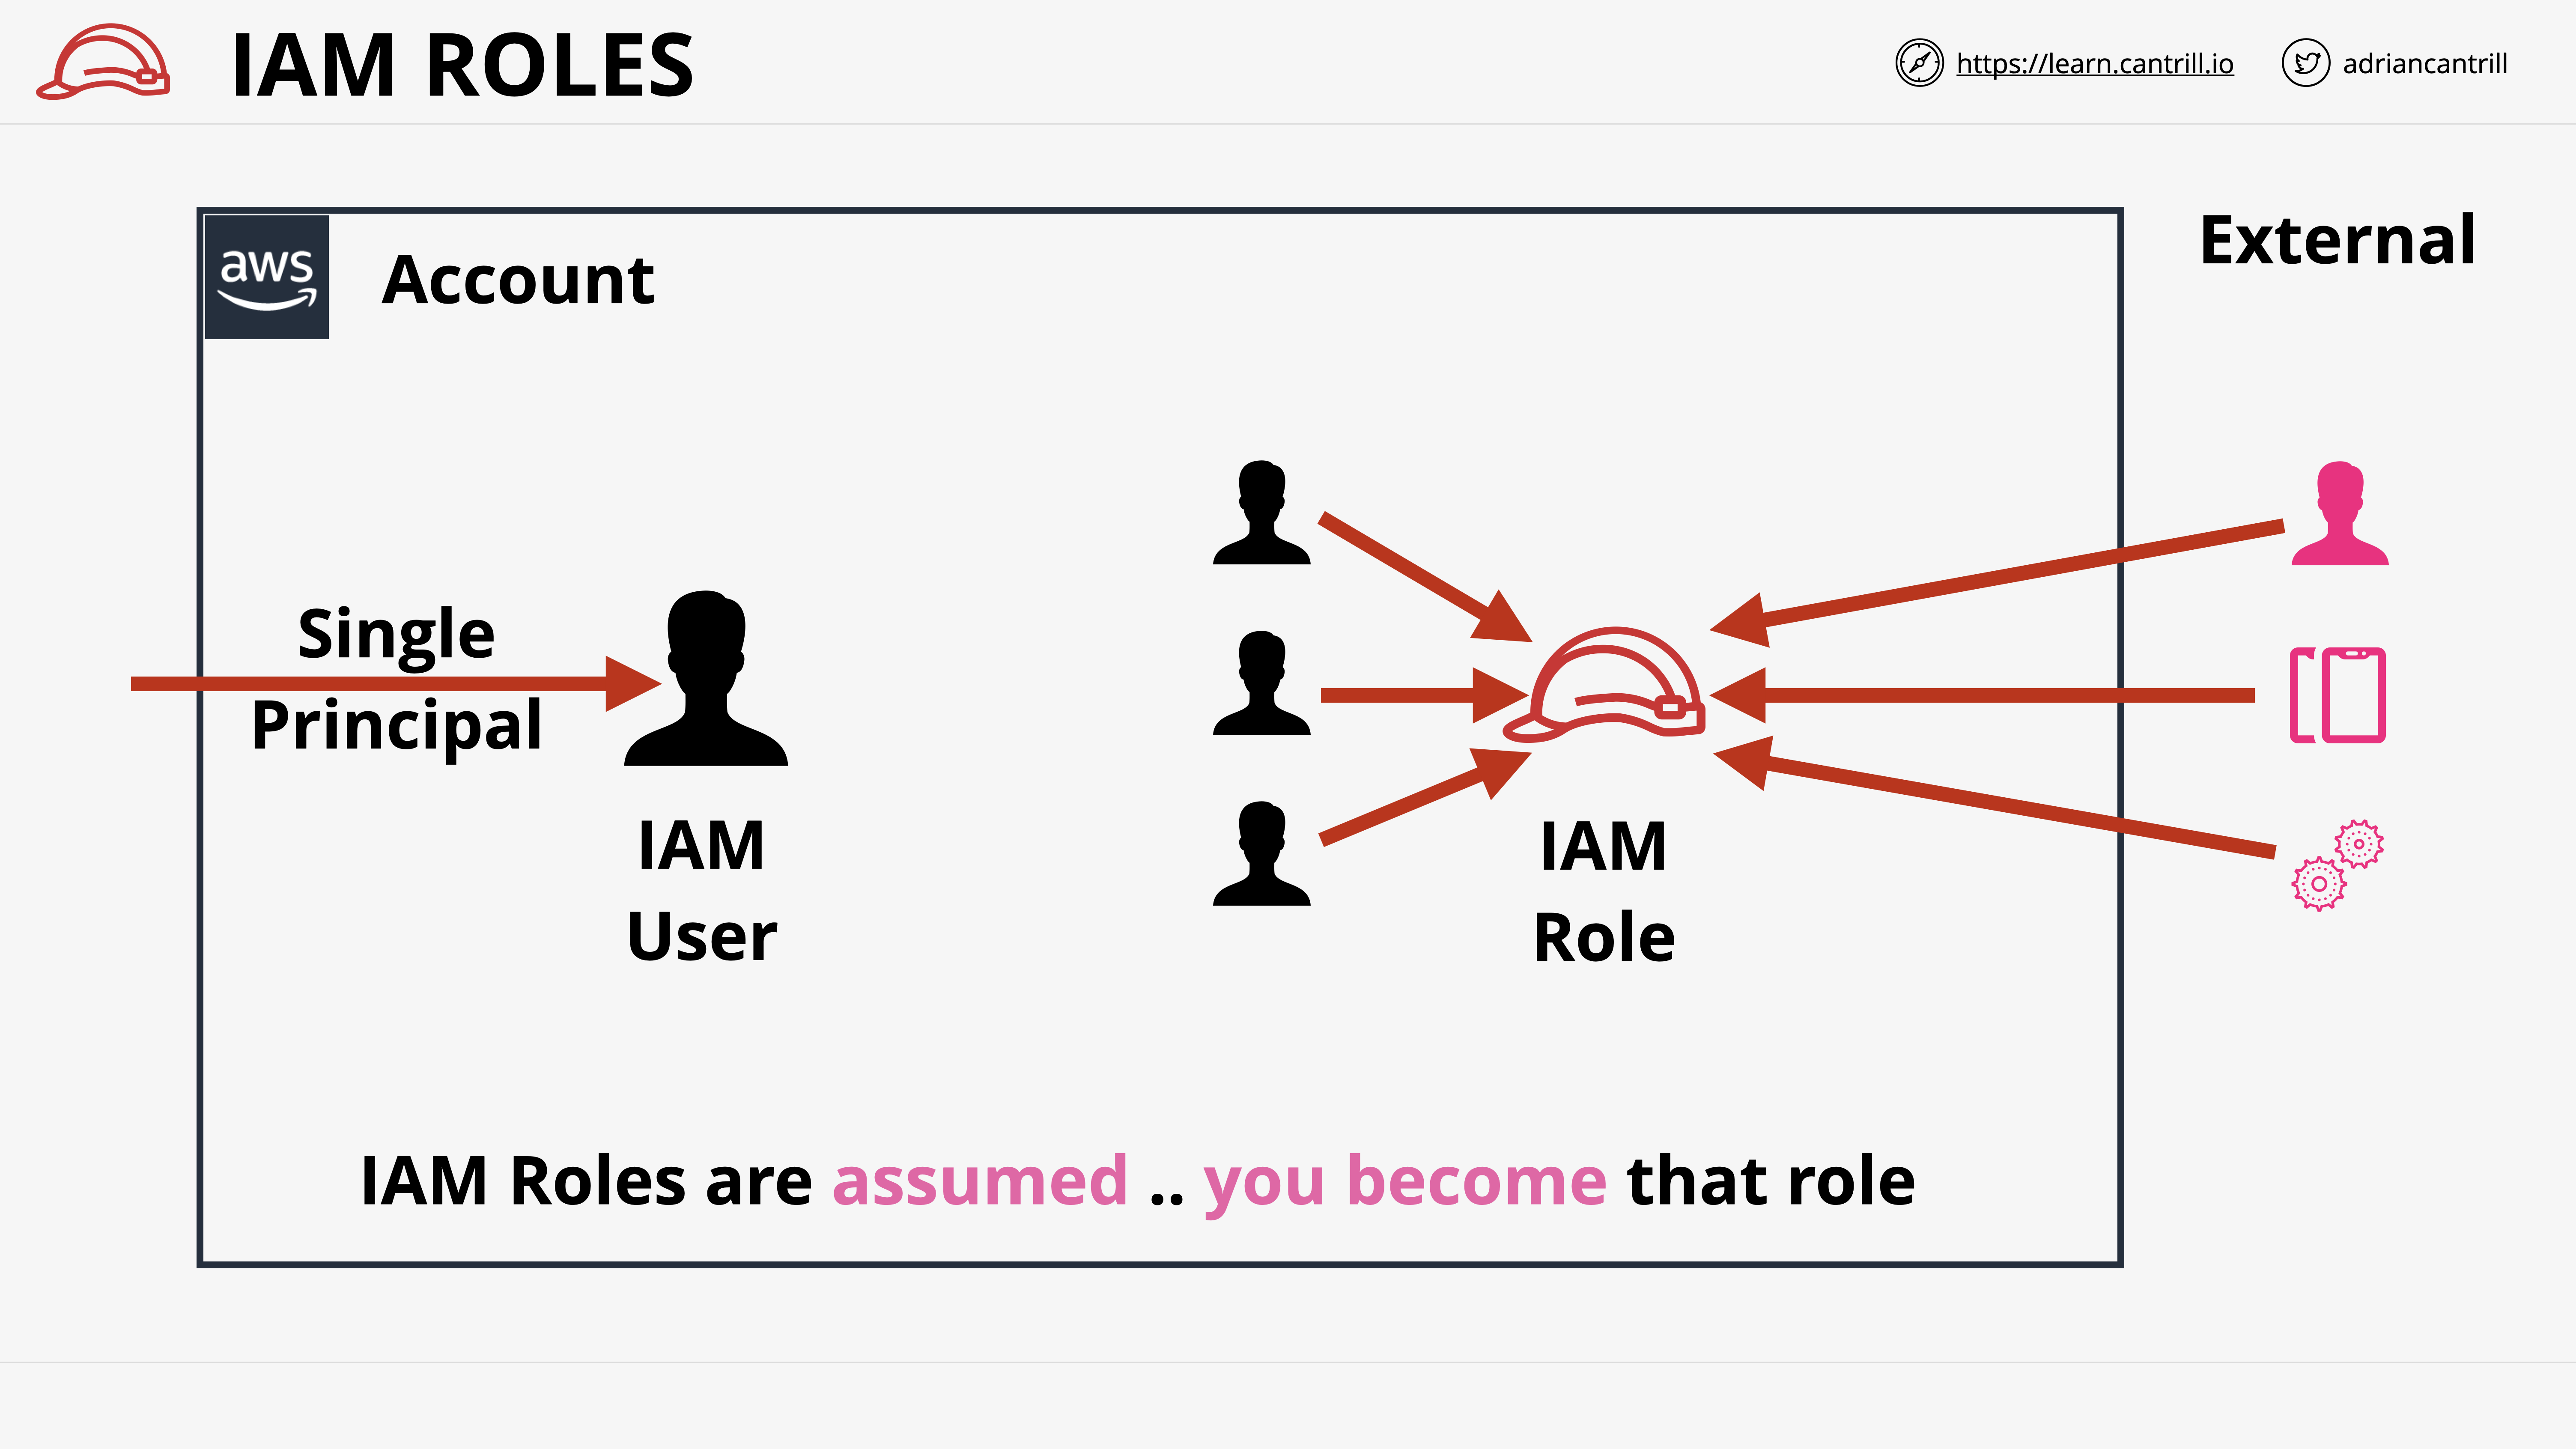 IAM ROLES
https://learn.cantrill.io
adriancantrill
aws
Account
External
Single
Principal
IAM
User
IAM
Role
IAM Roles are assumed .. you become that role